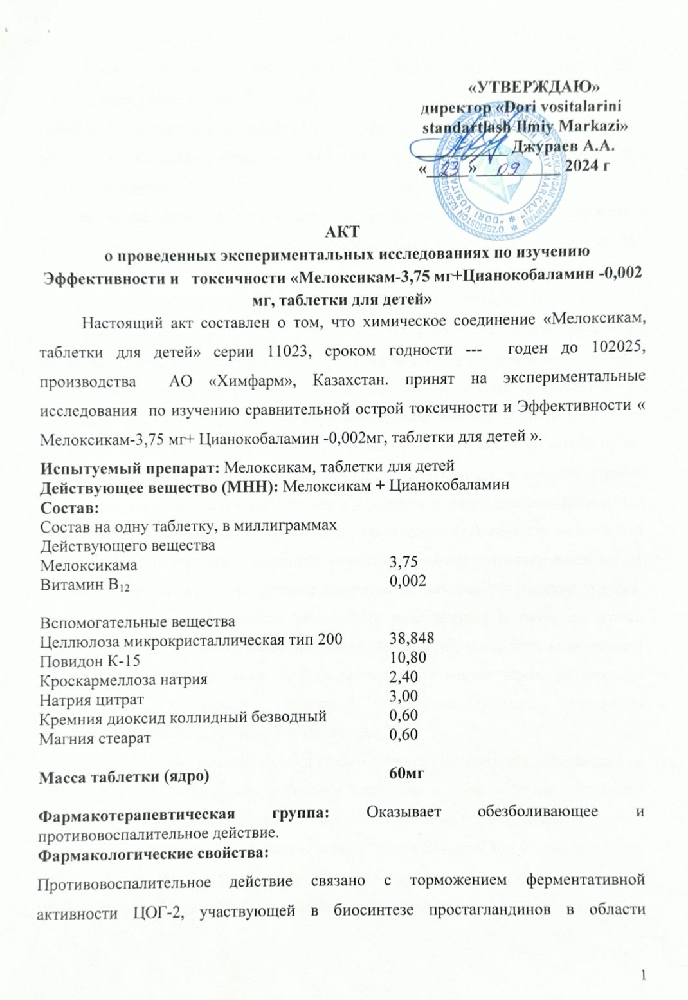 «УТВЕРЖДАЮ»
директор «Dori vositalarini
standartlash Ilmiy Markazi»
Джураев А.А.
«23» 09 2024 г
АКТ
о проведенных экспериментальных исследованиях по изучению
Эффективности и токсичности «Мелоксикам-3,75 мг+Цианокобаламин -0,002
мг, таблетки для детей»
Настоящий акт составлен о том, что химическое соединение «Мелоксикам,
таблетки для детей» серии 11023, сроком годности --- годен до 102025,
производства АО «Химфарм», Казахстан. принят на экспериментальные
исследования по изучению сравнительной острой токсичности и Эффективности «
Мелоксикам-3,75 мг+ Цианокобаламин -0,002мг, таблетки для детей ».
Испытуемый препарат: Мелоксикам, таблетки для детей
Действующее вещество (МНН): Мелоксикам + Цианокобаламин
Состав:
Состав на одну таблетку, в миллиграммах
Действующего вещества
Мелоксикама 3,75
Витамин В12 0,002
Вспомогательные вещества
Целлюлоза микрокристаллическая тип 200 38,848
Повидон К-15 10,80
Кроскармеллоза натрия 2,40
Натрия цитрат 3,00
Кремния диоксид коллидный безводный 0,60
Магния стеарат 0,60
Масса таблетки (ядро) 60мг
Фармакотерапевтическая группа: Оказывает обезболивающее и
противовоспалительное действие.
Фармакологические свойства:
Противовоспалительное действие связано с торможением ферментативной
активности ЦОГ-2, участвующей в биосинтезе простагландинов в области
1